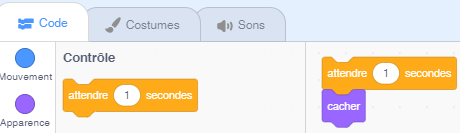 Code Costumes Sons
Mouvement
Apparence
Contrôle
attendre 1 secondes
attendre 1 secondes
cacher